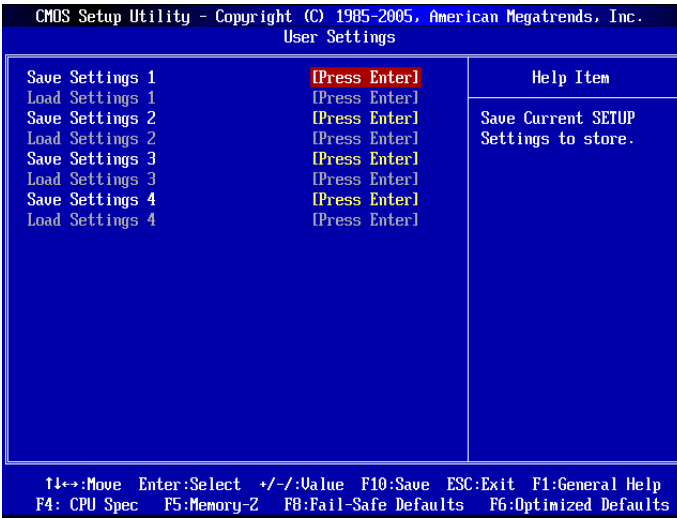 CMOS Setup Utility - Copyright (C) 1985-2005, American Megatrends, Inc.
User Settings
Save Settings 1 [Press Enter]
Load Settings 1 [Press Enter]
Save Settings 2 [Press Enter]
Load Settings 2 [Press Enter]
Save Settings 3 [Press Enter]
Load Settings 3 [Press Enter]
Save Settings 4 [Press Enter]
Load Settings 4 [Press Enter]
Help Item
Save Current SETUP
Settings to store.
↑↓↔:Move Enter:Select +/-/:Value F10:Save ESC:Exit F1:General Help
F4: CPU Spec F5:Memory-Z F8:Fail-Safe Defaults F6:Optimized Defaults